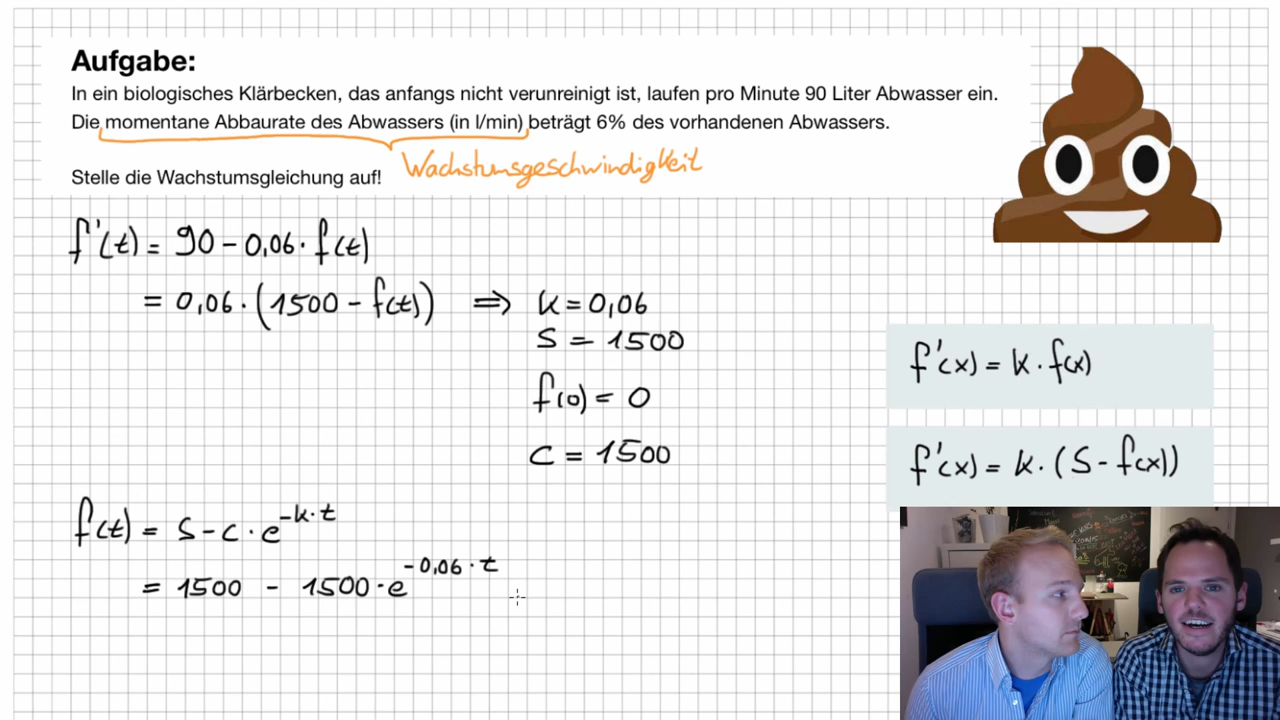 Aufgabe:
In ein biologisches Klärbecken, das anfangs nicht verunreinigt ist, laufen pro Minute 90 Liter Abwasser ein.
Die momentane Abbaurate des Abwassers (in l/min) beträgt 6% des vorhandenen Abwassers.
Wachstumsgeschwindigkeit
Stelle die Wachstumsgleichung auf!
f'(t) = 90 - 0,06 · f(t)
= 0,06 · (1500 - f(t)) ⇒ k = 0,06
S = 1500
f(0) = 0
c = 1500
f'(x) = k · f(x)
f'(x) = k · (S - f(x))
f(t) = S - c · e^{-k·t}
= 1500 - 1500 · e^{-0,06·t}